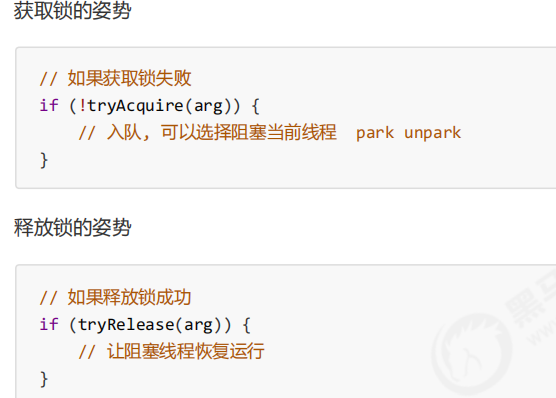 获取锁的姿势
// 如果获取锁失败
if (!tryAcquire(arg)) {
// 入队, 可以选择阻塞当前线程 park unpark
}
释放锁的姿势
// 如果释放锁成功
if (tryRelease(arg)) {
// 让阻塞线程恢复运行
}